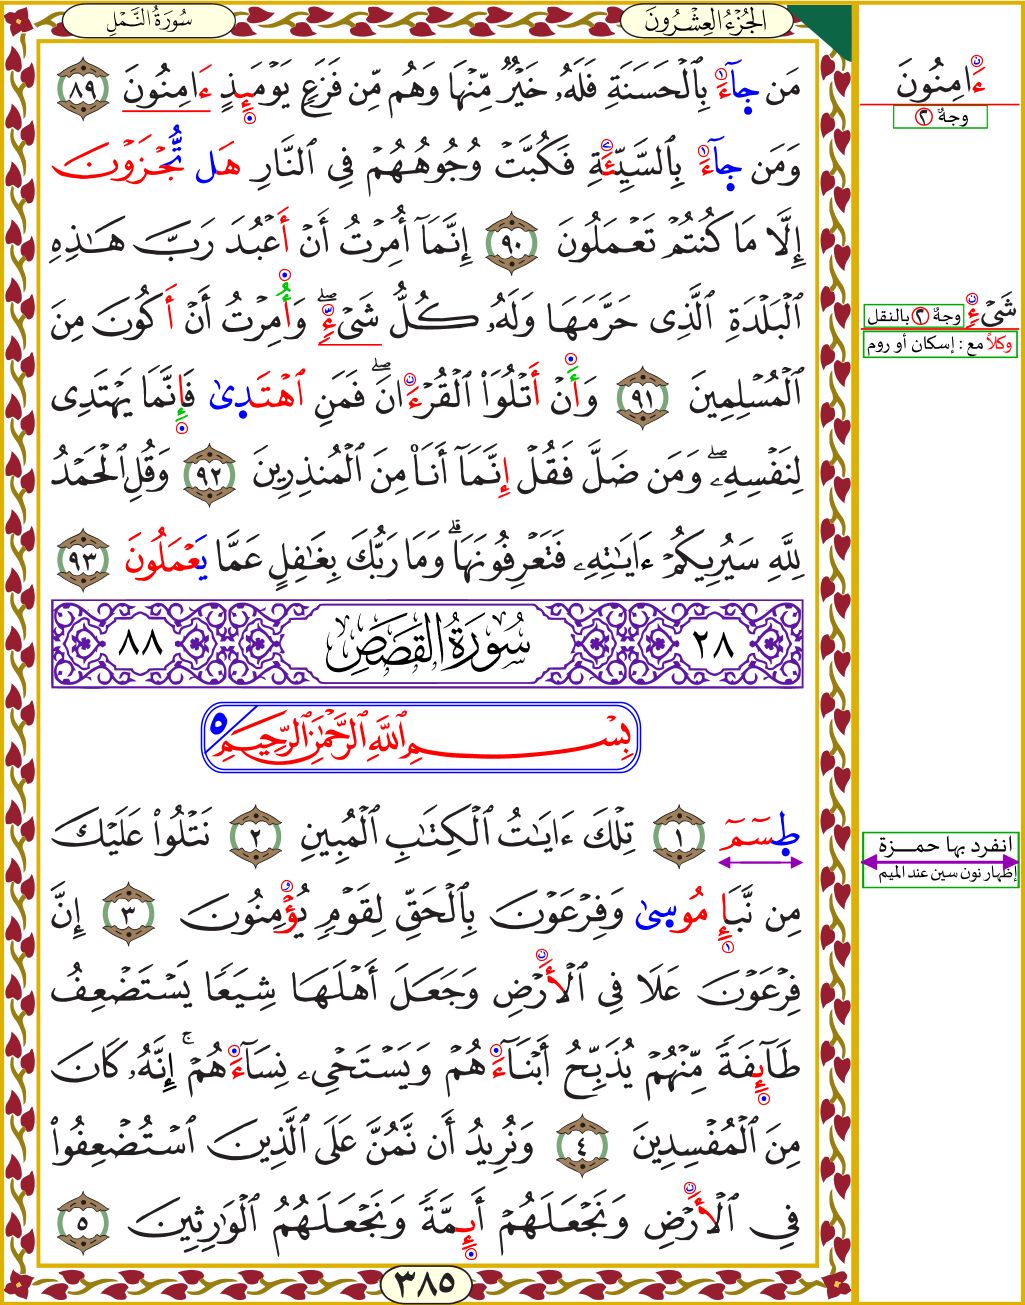 سُورَةُ النَّمْلِ
الجُزْءُ العِشْرُونَ
مَن جَآءَ بِٱلْحَسَنَةِ فَلَهُۥ خَيْرٌ مِّنْهَا وَهُم مِّن فَزَعٍ يَوْمَئِذٍ ءَامِنُونَ ٨٩
وَمَن جَآءَ بِٱلسَّيِّئَةِ فَكُبَّتْ وُجُوهُهُمْ فِي ٱلنَّارِ هَل تُّجْزَوْنَ
إِلَّا مَا كُنتُمْ تَعْمَلُونَ ٩٠ إِنَّمَآ أُمِرْتُ أَنْ أَعْبُدَ رَبَّ هَٰذِهِ
ٱلْبَلْدَةِ ٱلَّذِي حَرَّمَهَا وَلَهُۥ كُلُّ شَيْءٍۖ وَأُمِرْتُ أَنْ أَكُونَ مِنَ
ٱلْمُسْلِمِينَ ٩١ وَأَنْ أَتْلُوَا۟ ٱلْقُرْءَانَۖ فَمَنِ ٱهْتَدَىٰ فَإِنَّمَا يَهْتَدِي
لِنَفْسِهِۦۖ وَمَن ضَلَّ فَقُلْ إِنَّمَآ أَنَا۠ مِنَ ٱلْمُنذِرِينَ ٩٢ وَقُلِ ٱلْحَمْدُ
لِلَّهِ سَيُرِيكُمْ ءَايَٰتِهِۦ فَتَعْرِفُونَهَاۚ وَمَا رَبُّكَ بِغَٰفِلٍ عَمَّا يَعْمَلُونَ ٩٣
٢٨ سُورَةُ القَصَصِ ٨٨
بِسْمِ ٱللَّهِ ٱلرَّحْمَٰنِ ٱلرَّحِيمِ ٥
طسٓمٓ ١ تِلْكَ ءَايَٰتُ ٱلْكِتَٰبِ ٱلْمُبِينِ ٢ نَتْلُوا۟ عَلَيْكَ
مِن نَّبَإِ مُوسَىٰ وَفِرْعَوْنَ بِٱلْحَقِّ لِقَوْمٍ يُؤْمِنُونَ ٣ إِنَّ
فِرْعَوْنَ عَلَا فِي ٱلْأَرْضِ وَجَعَلَ أَهْلَهَا شِيَعًا يَسْتَضْعِفُ
طَآئِفَةً مِّنْهُمْ يُذَبِّحُ أَبْنَآءَهُمْ وَيَسْتَحْيِۦ نِسَآءَهُمْۚ إِنَّهُۥ كَانَ
مِنَ ٱلْمُفْسِدِينَ ٤ وَنُرِيدُ أَن نَّمُنَّ عَلَى ٱلَّذِينَ ٱسْتُضْعِفُوا۟
فِي ٱلْأَرْضِ وَنَجْعَلَهُمْ أَئِمَّةً وَنَجْعَلَهُمُ ٱلْوَٰرِثِينَ ٥
٣٨٥
ءَامِنُونَ
وجهٌ ٢
شَيْءٍ وجهٌ ٢ بالنقل
وكلاً مع : إسكان أو روم
انفرد بها حمزة
إظهار نون سين عند الميم